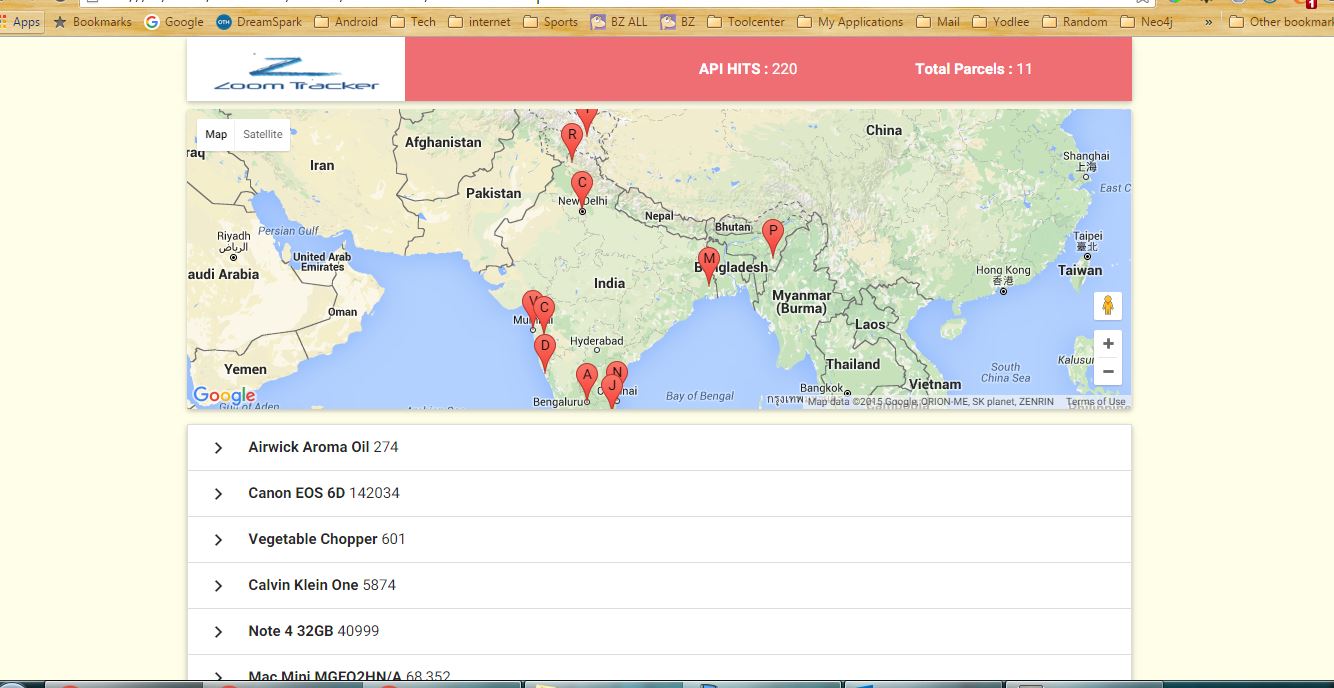 Apps Bookmarks Google DreamSpark Android Tech internet Sports BZ ALL BZ Toolcenter My Applications Mail Yodlee Random Neo4j » Other bookmark
Zoom Tracker
API HITS : 220 Total Parcels : 11
Map Satellite
Afghanistan
China
Iran
Pakistan
Shanghai
上海
East C
New Delhi
Nepal
Bhutan
Persian Gulf
Riyadh
الرياض
United Arab
Emirates
audi Arabia
Taipei
臺北
Taiwan
Hong Kong
香港
India
Oman
Myanmar
(Burma)
Laos
Hyderabad
Thailand
Yemen
South
China Sea
Vietnam
Bangkok
กรุงเทพ
Bay of Bengal
Bengaluru
R
C
P
M
V
C
D
A
N
J
+
−
Google
Gulf of Aden
Map data ©2015 Google, ORION-ME, SK planet, ZENRIN Terms of Use
Airwick Aroma Oil 274
Canon EOS 6D 142034
Vegetable Chopper 601
Calvin Klein One 5874
Note 4 32GB 40999
Mac Mini MGEQ2HN/A 68,352